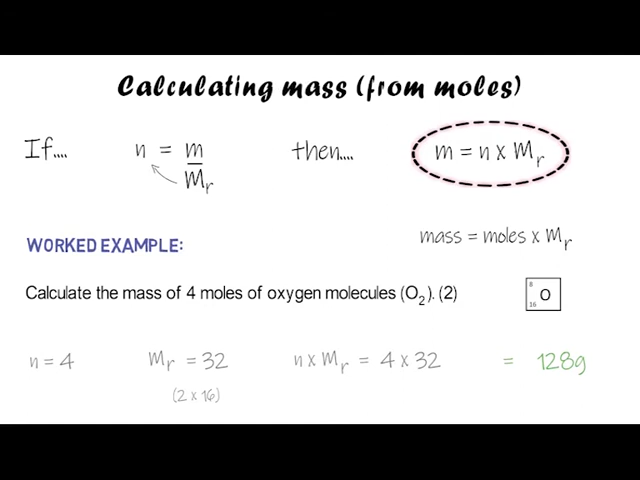 Calculating mass (from moles)
If.... n = m/Mᵣ then.... m = n x Mᵣ
mass = moles x Mᵣ
WORKED EXAMPLE:
Calculate the mass of 4 moles of oxygen molecules (O₂). (2)
8
O
16
n = 4 Mᵣ = 32 n x Mᵣ = 4 x 32 = 128g
(2 x 16)